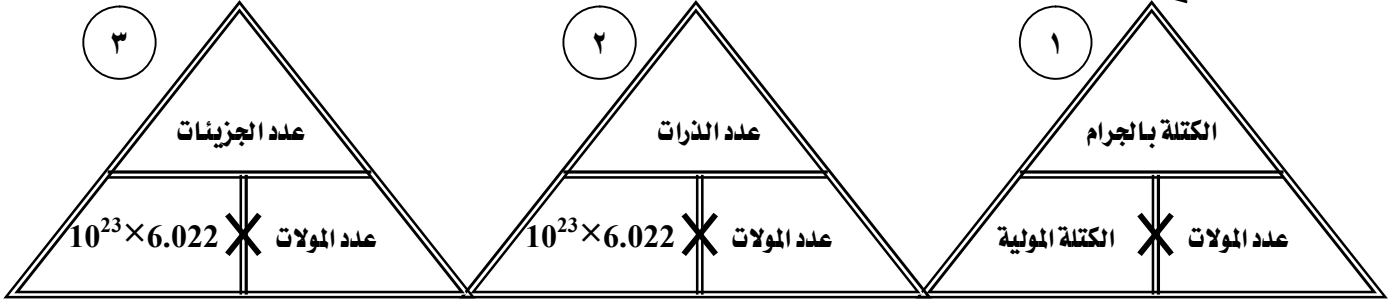 ١
الكتلة بالجرام
عدد المولات × الكتلة المولية
٢
عدد الذرات
عدد المولات × 10²³×6.022
٣
عدد الجزيئات
عدد المولات × 10²³×6.022